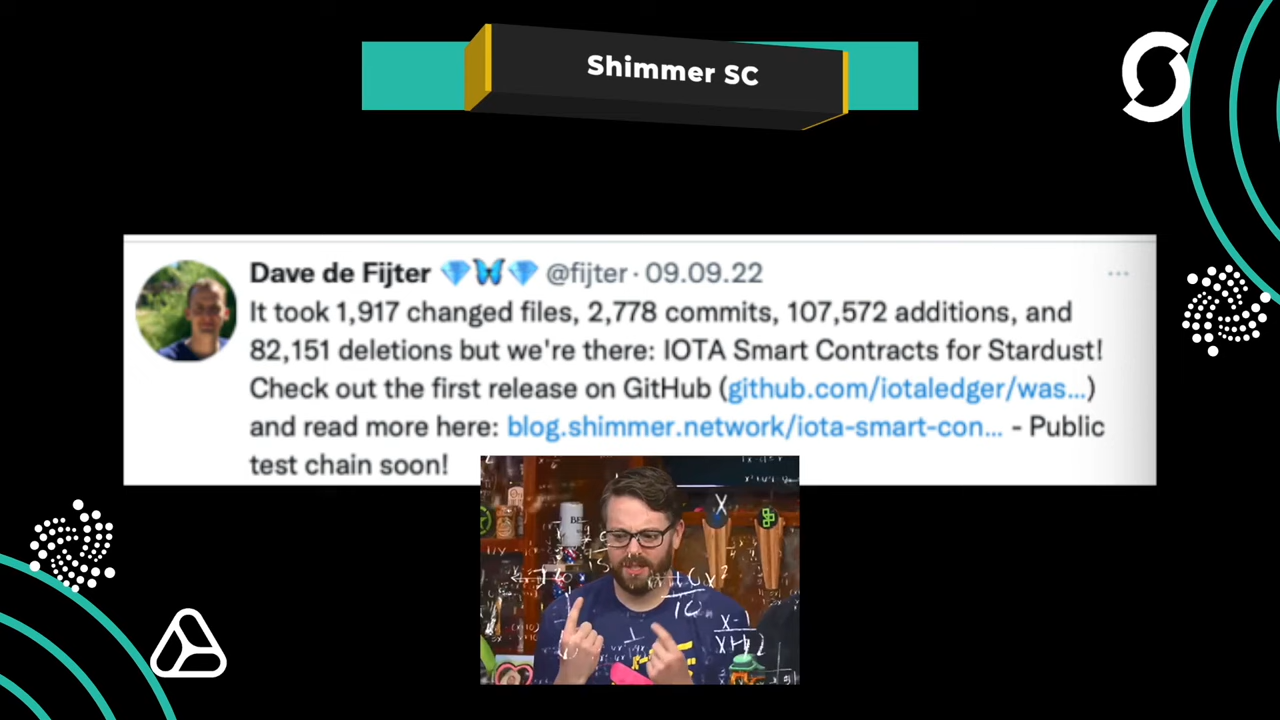 Shimmer SC
Dave de Fijter 💎🦋💎 @fijter · 09.09.22
It took 1,917 changed files, 2,778 commits, 107,572 additions, and
82,151 deletions but we're there: IOTA Smart Contracts for Stardust!
Check out the first release on GitHub (github.com/iotaledger/was...)
and read more here: blog.shimmer.network/iota-smart-con... - Public
test chain soon!